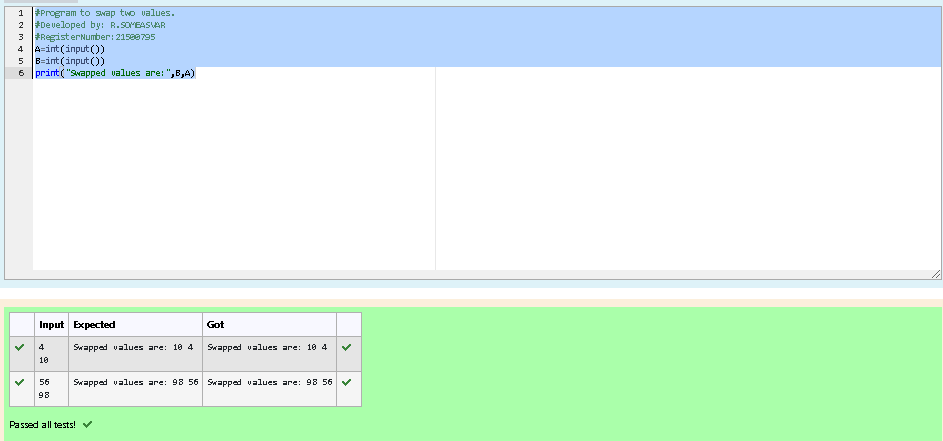 1 #Program to swap two values.
2 #Developed by: R.SOMEASVAR
3 #RegisterNumber:21500795
4 A=int(input())
5 B=int(input())
6 print("Swapped values are:",B,A)
Input Expected Got
4
10 Swapped values are: 10 4 Swapped values are: 10 4
56
98 Swapped values are: 98 56 Swapped values are: 98 56
Passed all tests!